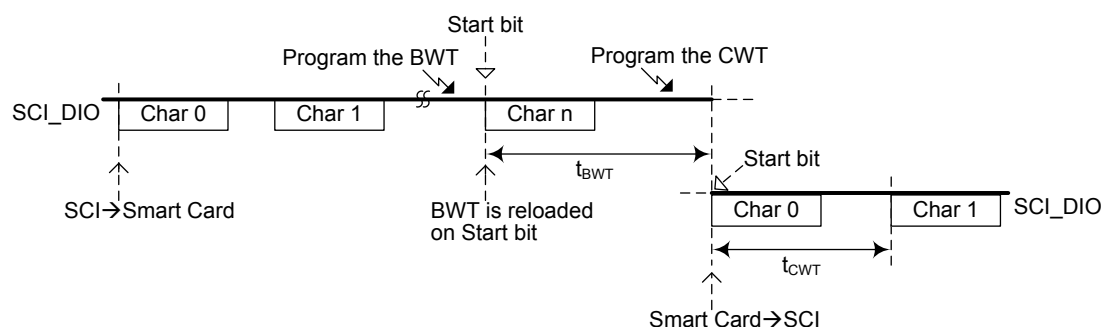 Start bit
Program the BWT
Program the CWT
SCI_DIO
Char 0
Char 1
Char n
tBWT
Start bit
SCI→Smart Card
BWT is reloaded
on Start bit
Char 0
Char 1
SCI_DIO
tCWT
Smart Card→SCI